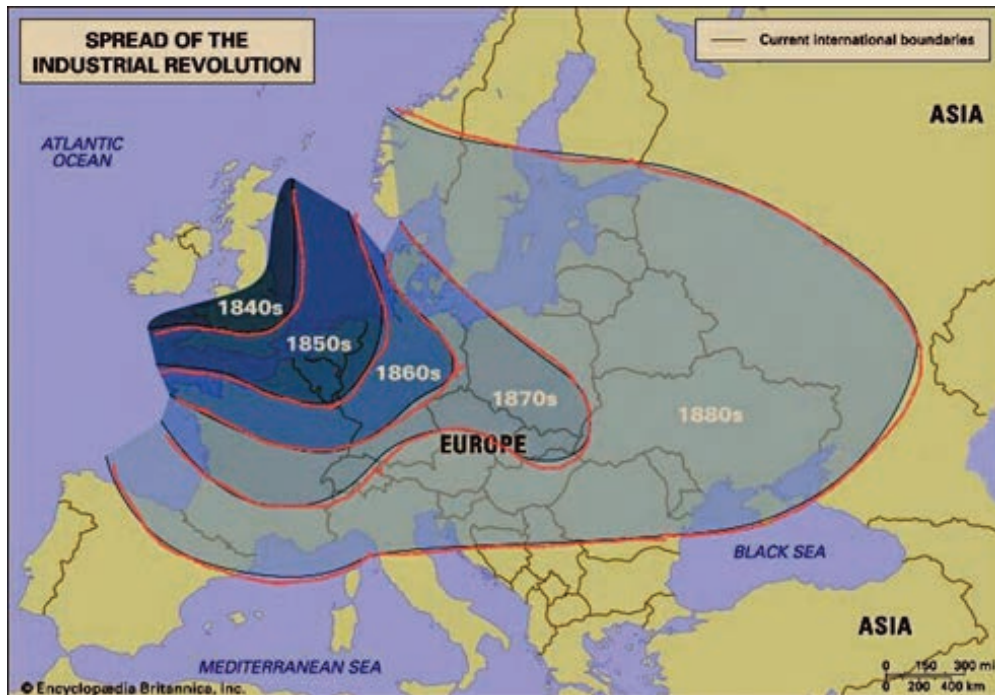 SPREAD OF THE
INDUSTRIAL REVOLUTION
Current international boundaries
ASIA
ATLANTIC
OCEAN
1840s
1850s
1860s
1870s
1880s
EUROPE
BLACK SEA
ASIA
MEDITERRANEAN SEA
0 150 300 mi
0 200 400 km
© Encyclopædia Britannica, Inc.